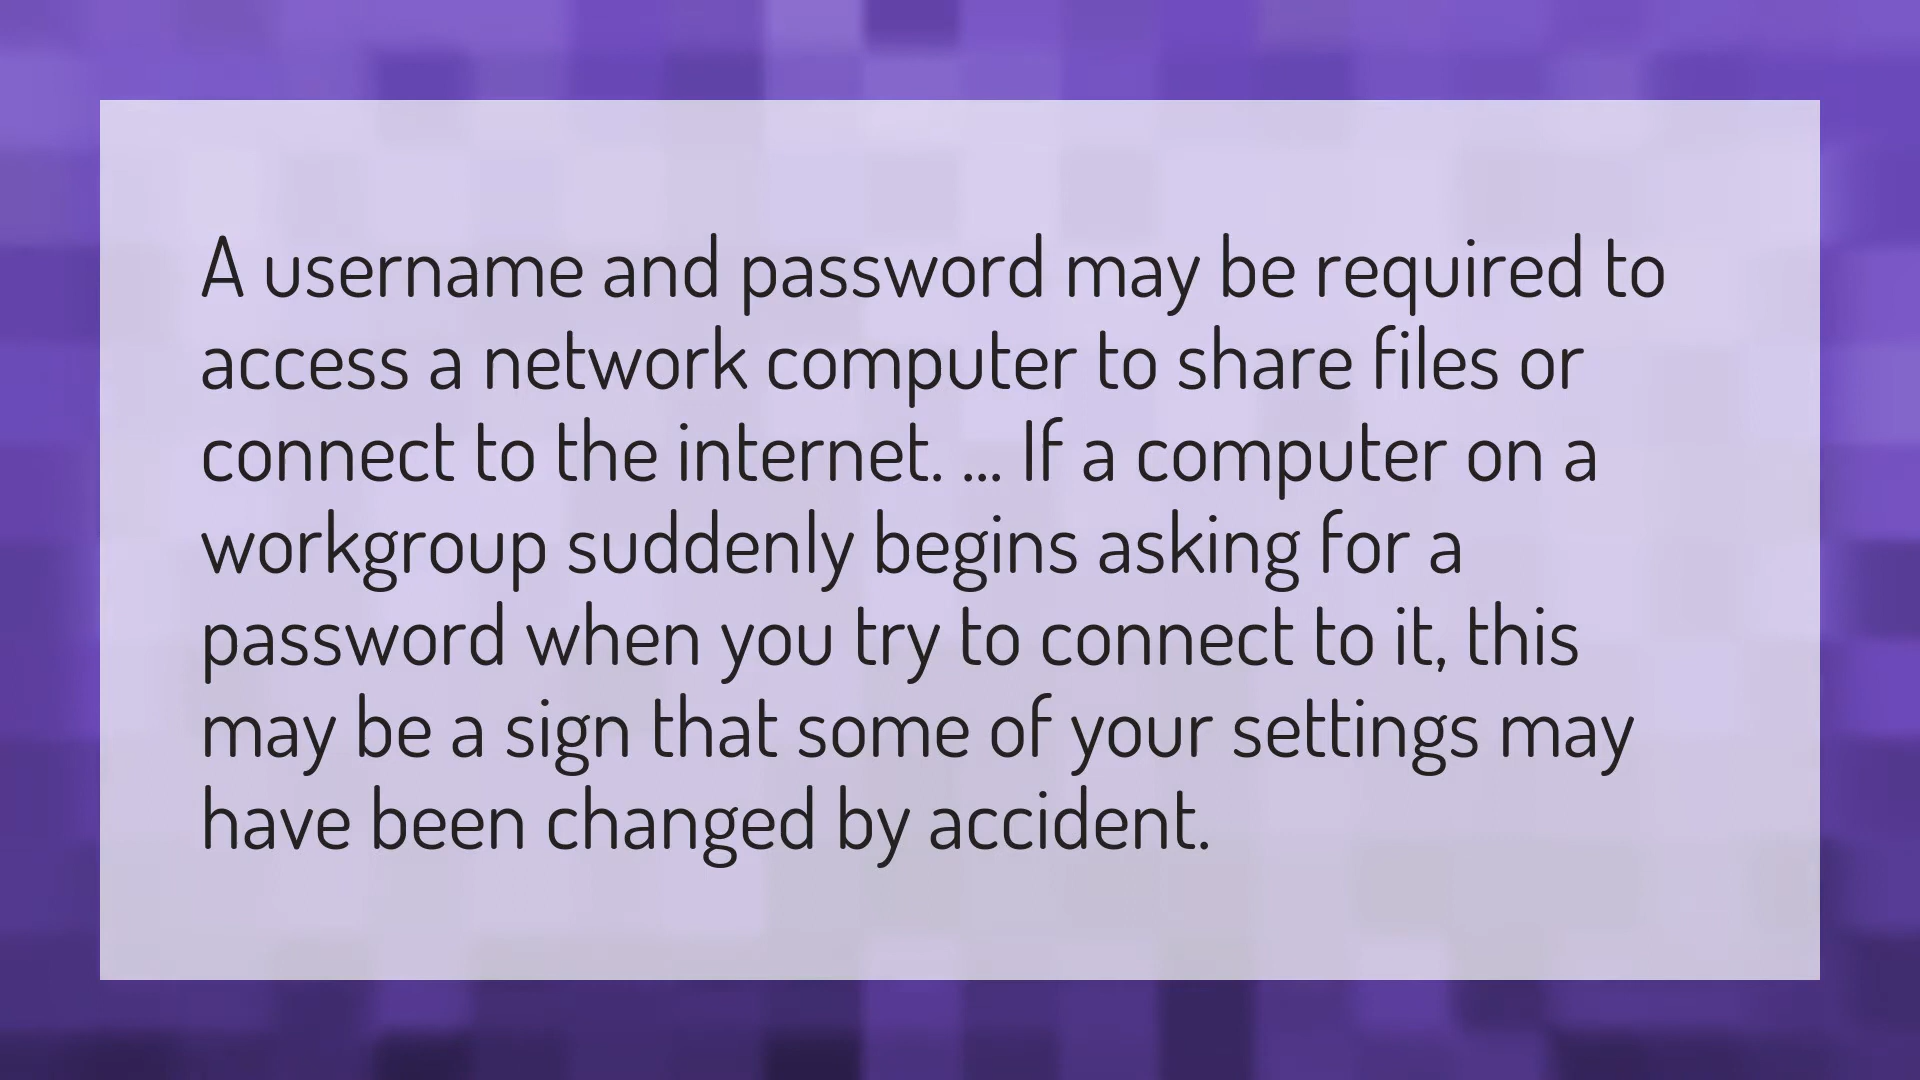 A username and password may be required to
access a network computer to share files or
connect to the internet. ... If a computer on a
workgroup suddenly begins asking for a
password when you try to connect to it, this
may be a sign that some of your settings may
have been changed by accident.